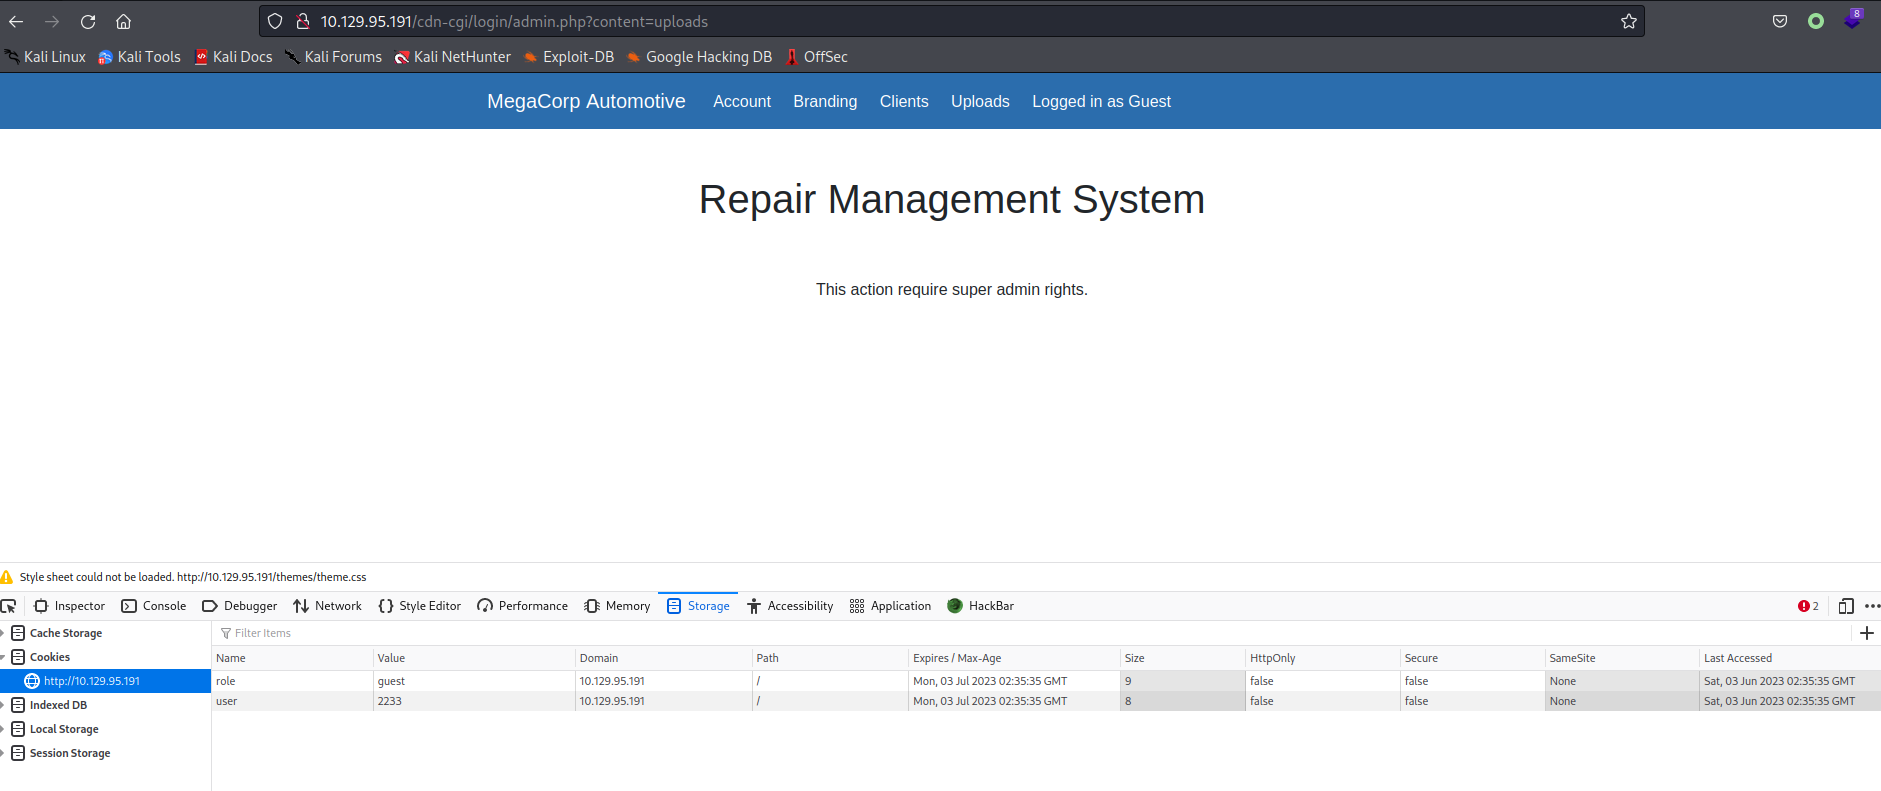 10.129.95.191/cdn-cgi/login/admin.php?content=uploads
8
Kali Linux Kali Tools Kali Docs Kali Forums Kali NetHunter Exploit-DB Google Hacking DB OffSec
MegaCorp Automotive Account Branding Clients Uploads Logged in as Guest
Repair Management System
This action require super admin rights.
Style sheet could not be loaded. http://10.129.95.191/themes/theme.css
Inspector Console Debugger Network Style Editor Performance Memory Storage Accessibility Application HackBar 2
Cache Storage
Cookies
http://10.129.95.191
Indexed DB
Local Storage
Session Storage
Filter Items
Name Value Domain Path Expires / Max-Age Size HttpOnly Secure SameSite Last Accessed
role guest 10.129.95.191 / Mon, 03 Jul 2023 02:35:35 GMT 9 false false None Sat, 03 Jun 2023 02:35:35 GMT
user 2233 10.129.95.191 / Mon, 03 Jul 2023 02:35:35 GMT 8 false false None Sat, 03 Jun 2023 02:35:35 GMT